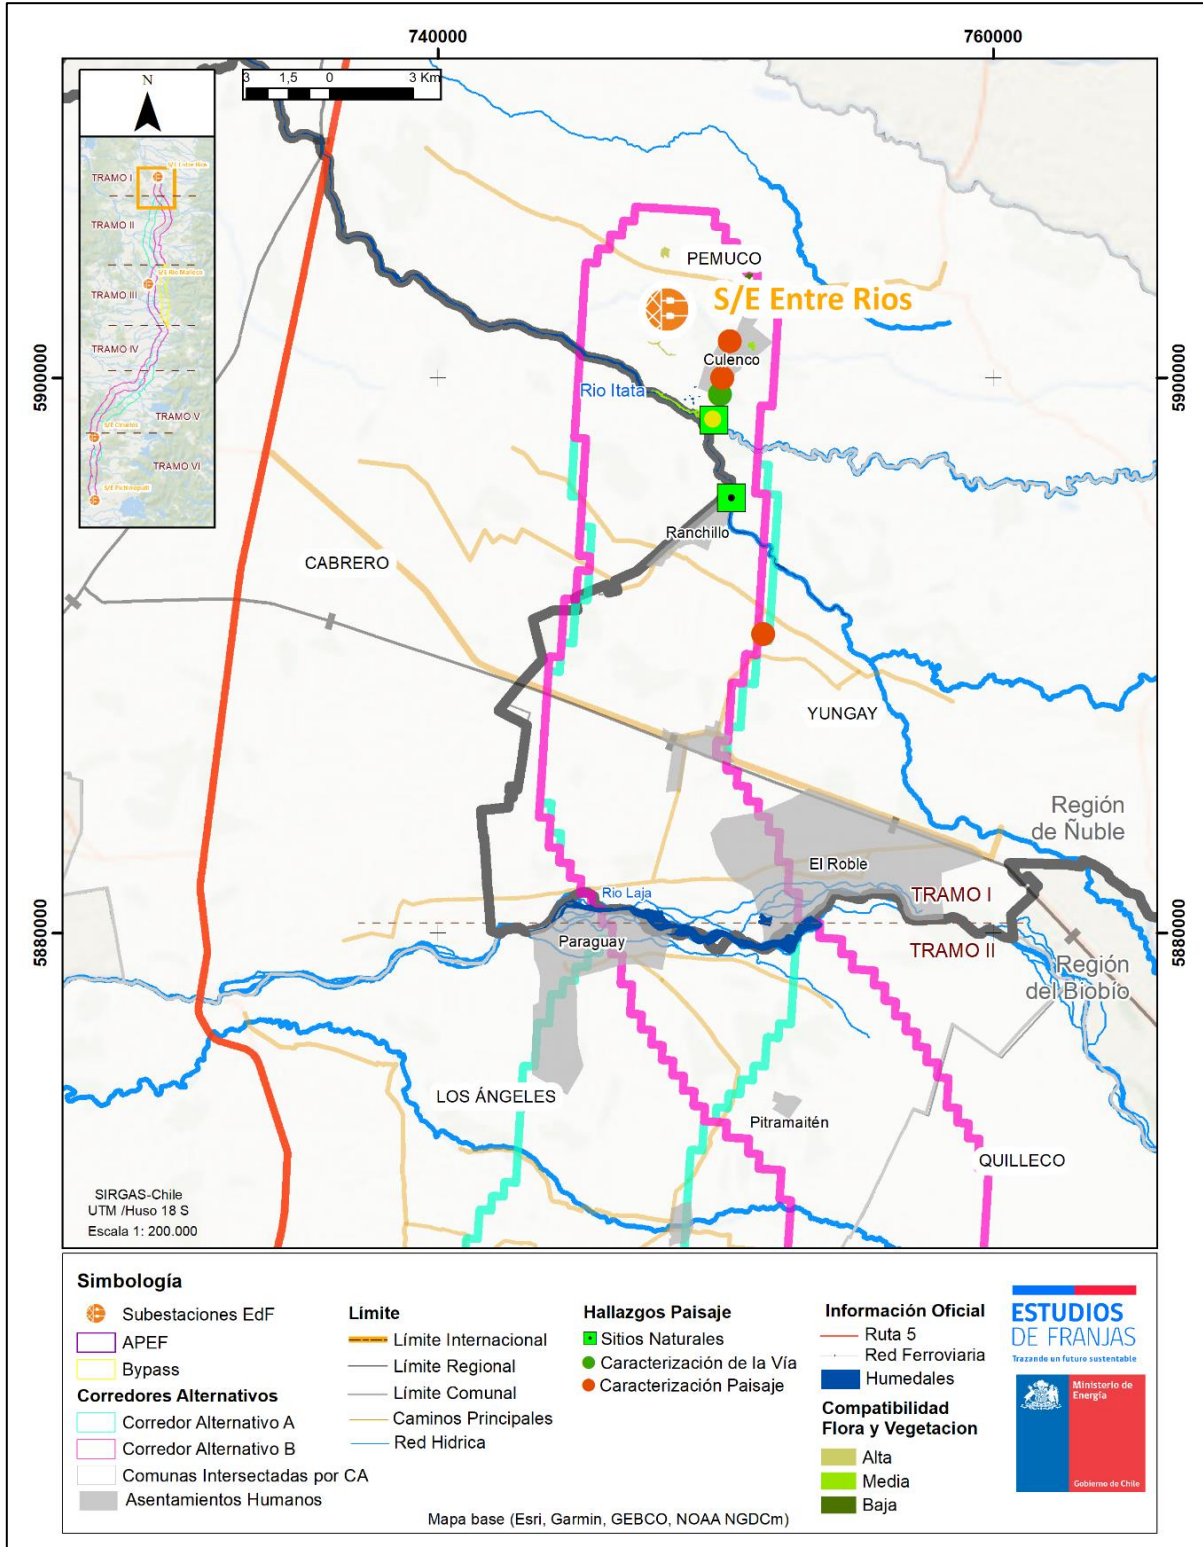 740000
760000
3 1,5 0 3 Km
N
S/E Entre Rios
TRAMO I
TRAMO II
S/E Rio Malleco
TRAMO III
TRAMO IV
TRAMO V
S/E Ciruelos
TRAMO VI
S/E Pichirropulli
PEMUCO
S/E Entre Rios
Culenco
5900000
5900000
Rio Itata
Ranchillo
CABRERO
YUNGAY
Región
de Ñuble
El Roble
Rio Laja
TRAMO I
5880000
5880000
Paraguay
TRAMO II
Región
del Biobío
LOS ÁNGELES
Pitramaitén
QUILLECO
SIRGAS-Chile
UTM /Huso 18 S
Escala 1: 200.000
Simbología
Subestaciones EdF
APEF
Bypass
Corredores Alternativos
Corredor Alternativo A
Corredor Alternativo B
Comunas Intersectadas por CA
Asentamientos Humanos
Límite
Límite Internacional
Límite Regional
Límite Comunal
Caminos Principales
Red Hidrica
Hallazgos Paisaje
Sitios Naturales
Caracterización de la Vía
Caracterización Paisaje
Información Oficial
Ruta 5
Red Ferroviaria
Humedales
Compatibilidad
Flora y Vegetacion
Alta
Media
Baja
ESTUDIOS
DE FRANJAS
Trazando un futuro sustentable
Ministerio de
Energía
Gobierno de Chile
Mapa base (Esri, Garmin, GEBCO, NOAA NGDCm)